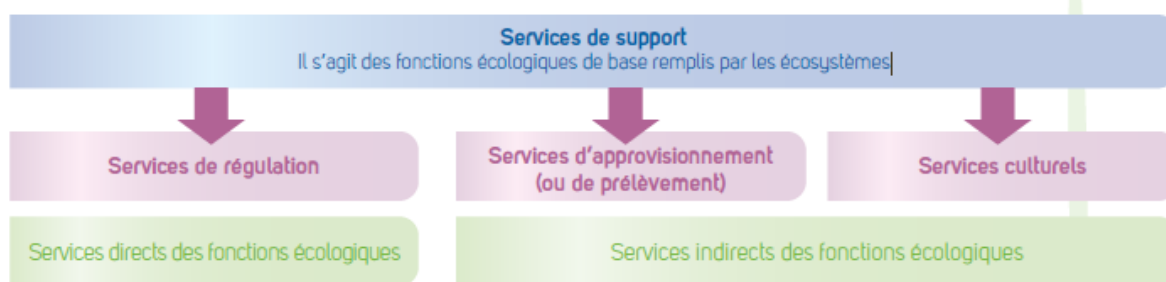 Services de support
Il s'agit des fonctions écologiques de base remplis par les écosystèmes
Services de régulation
Services d'approvisionnement
(ou de prélèvement)
Services culturels
Services directs des fonctions écologiques
Services indirects des fonctions écologiques